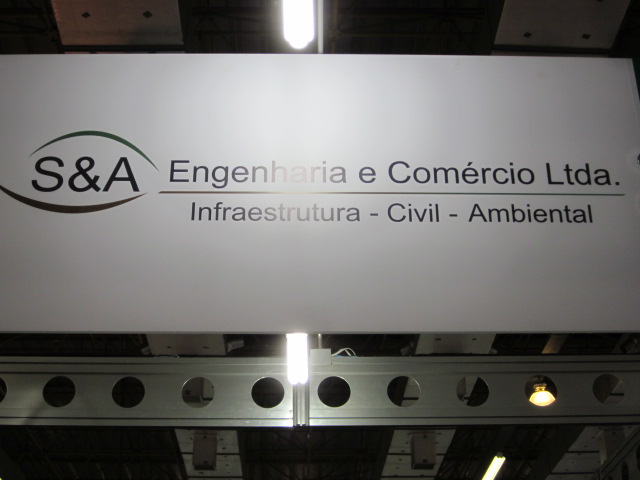 S&A Engenharia e Comércio Ltda.
Infraestrutura - Civil - Ambiental